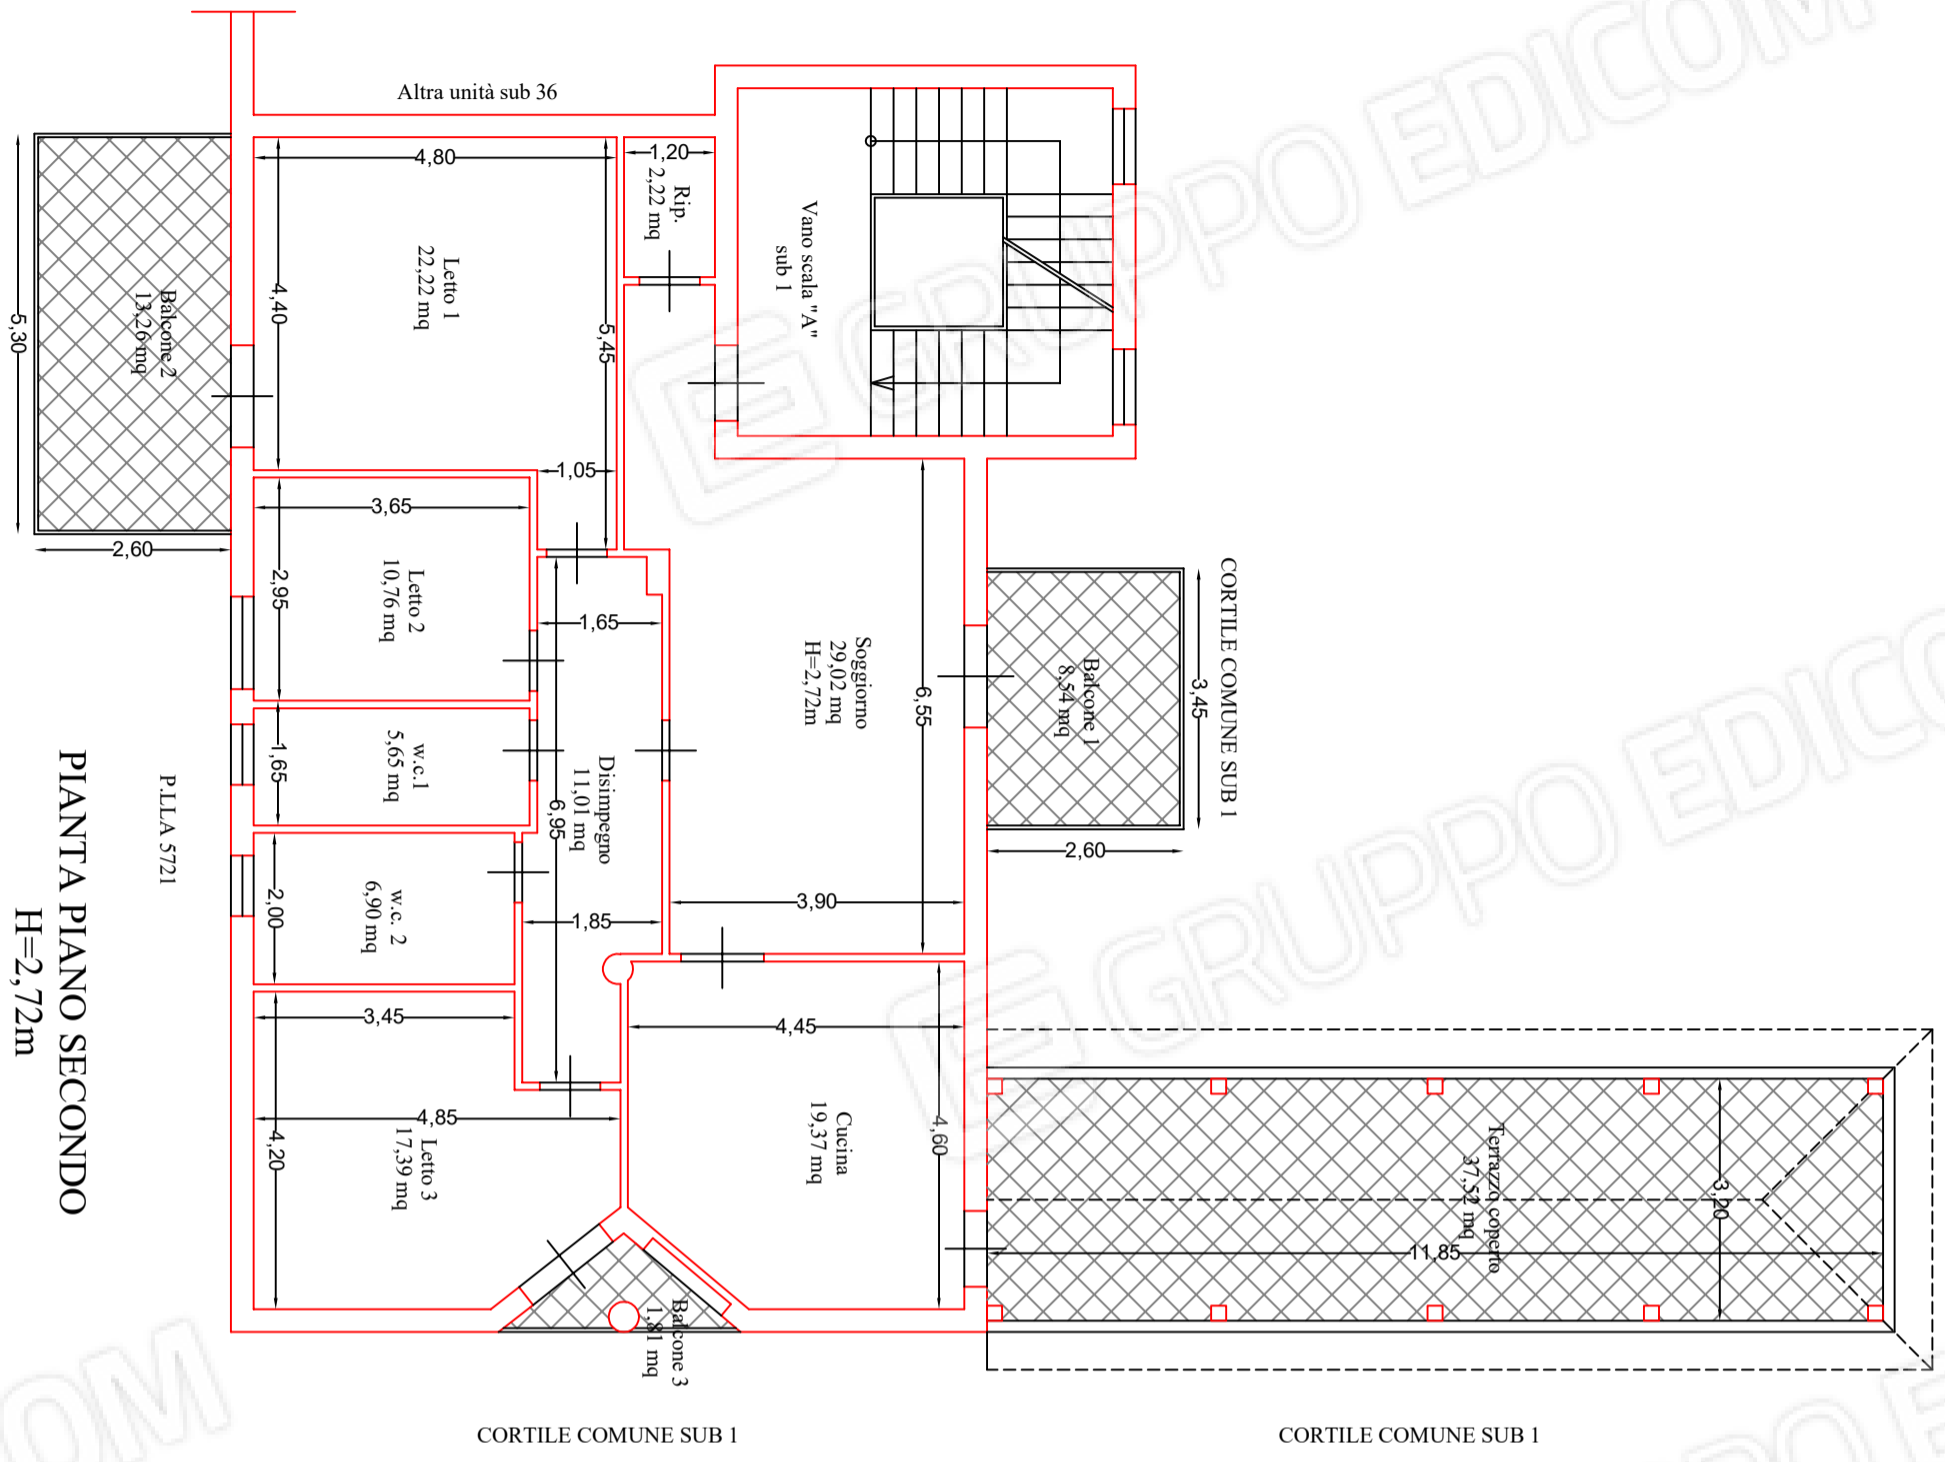 Altra unità sub 36
4,80
1,20
Rip.
2,22 mq
Vano scala "A"
sub 1
Letto 1
22,22 mq
4,40
5,45
1,05
Balcone 2
13,26 mq
5,30
2,60
3,65
Letto 2
10,76 mq
2,95
1,65
Soggiorno
29,02 mq
H=2,72m
6,55
3,90
Balcone 1
8,54 mq
3,45
2,60
CORTILE COMUNE SUB 1
w.c.1
5,65 mq
1,65
Disimpegno
11,01 mq
6,95
1,85
w.c. 2
6,90 mq
2,00
3,45
4,85
Letto 3
17,39 mq
4,20
4,45
Cucina
19,37 mq
4,60
Terrazzo coperto
37,52 mq
3,20
11,85
Balcone 3
1,81 mq
P.LLA 5721
PIANTA PIANO SECONDO
H=2,72m
CORTILE COMUNE SUB 1
CORTILE COMUNE SUB 1
GRUPPO EDICOM
GRUPPO EDICO
COM